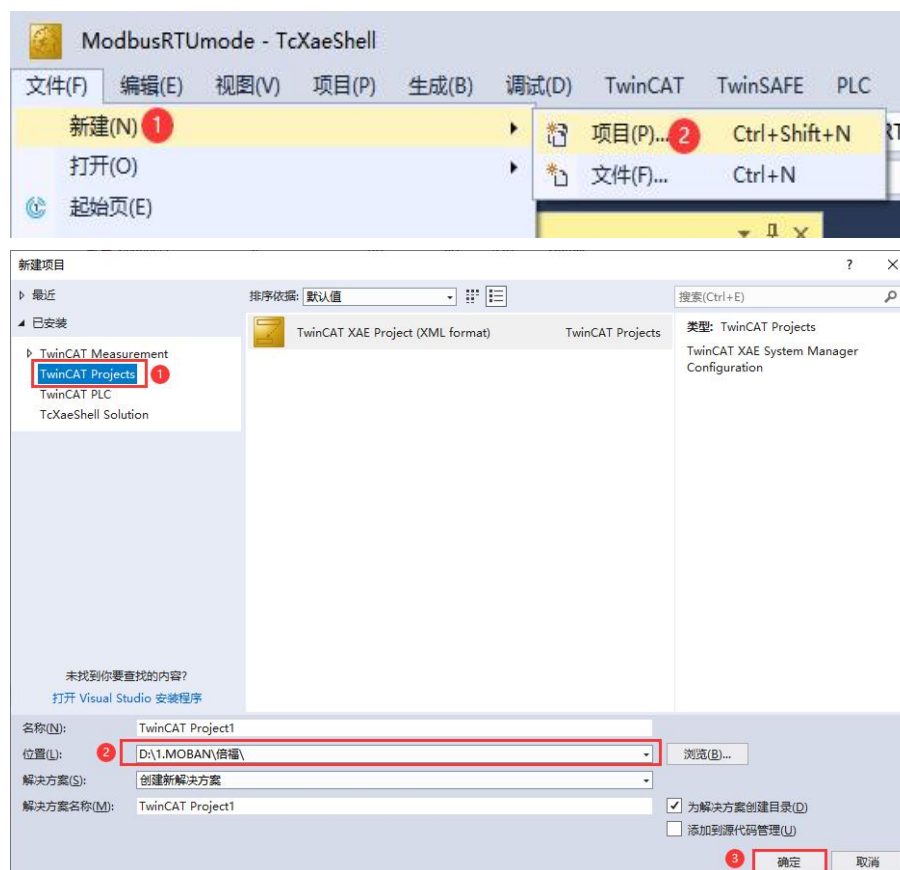 ModbusRTUmode - TcXaeShell
文件(F) 编辑(E) 视图(V) 项目(P) 生成(B) 调试(D) TwinCAT TwinSAFE PLC
新建(N) 1
项目(P)... 2 Ctrl+Shift+N
打开(O)
文件(F)... Ctrl+N
起始页(E)
新建项目 ?
最近
排序依据: 默认值
搜索(Ctrl+E)
已安装
TwinCAT XAE Project (XML format) TwinCAT Projects
类型: TwinCAT Projects
TwinCAT Measurement
TwinCAT XAE System Manager
Configuration
TwinCAT Projects 1
TwinCAT PLC
TcXaeShell Solution
未找到你要查找的内容?
打开 Visual Studio 安装程序
名称(N): TwinCAT Project1
位置(L): 2 D:\1.MOBAN\倍福\ 浏览(B)...
解决方案(S): 创建新解决方案
解决方案名称(M): TwinCAT Project1
为解决方案创建目录(D)
添加到源代码管理(U)
3 确定 取消